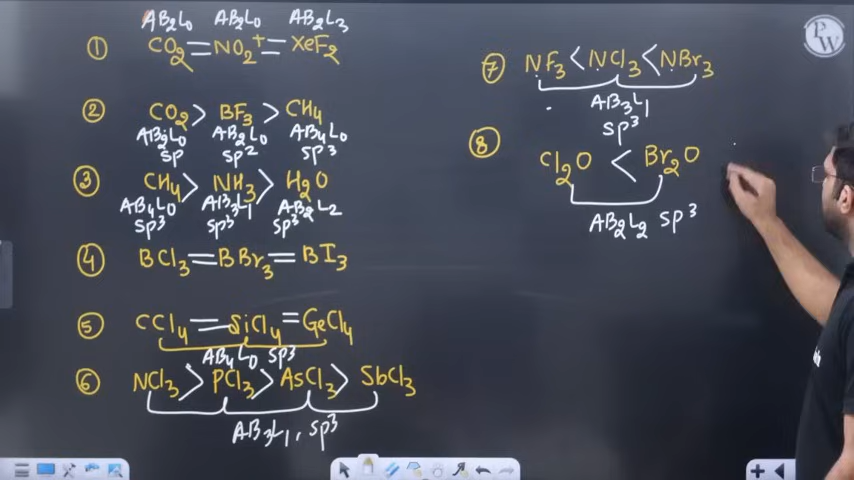 AB2L0 AB2L0 AB2L3
① CO2 = NO2+ = XeF2
② CO2 > BF3 > CH4
AB2L0 AB2L0 AB4L0
sp sp2 sp3
③ CH4 > NH3 > H2O
AB4L0 AB3L1 AB2L2
sp3 sp3 sp3
④ BCl3 = BBr3 = BI3
⑤ CCl4 = SiCl4 = GeCl4
AB4L0 sp3
⑥ NCl3 > PCl3 > AsCl3 > SbCl3
AB3L1, sp3
⑦ NF3 < NCl3 < NBr3
AB3L1
sp3
⑧ Cl2O < Br2O
AB2L2 sp3
PW